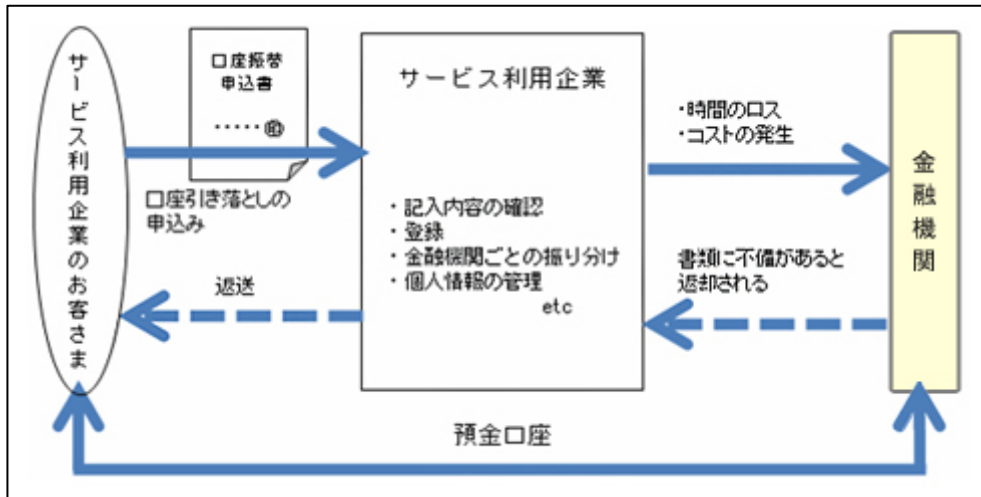 サービス利用企業のお客さま
口座振替
申込書
‥‥‥㊞
口座引き落としの
申込み
返送
サービス利用企業
・記入内容の確認
・登録
・金融機関ごとの振り分け
・個人情報の管理
etc
・時間のロス
・コストの発生
書類に不備があると
返却される
金融機関
預金口座